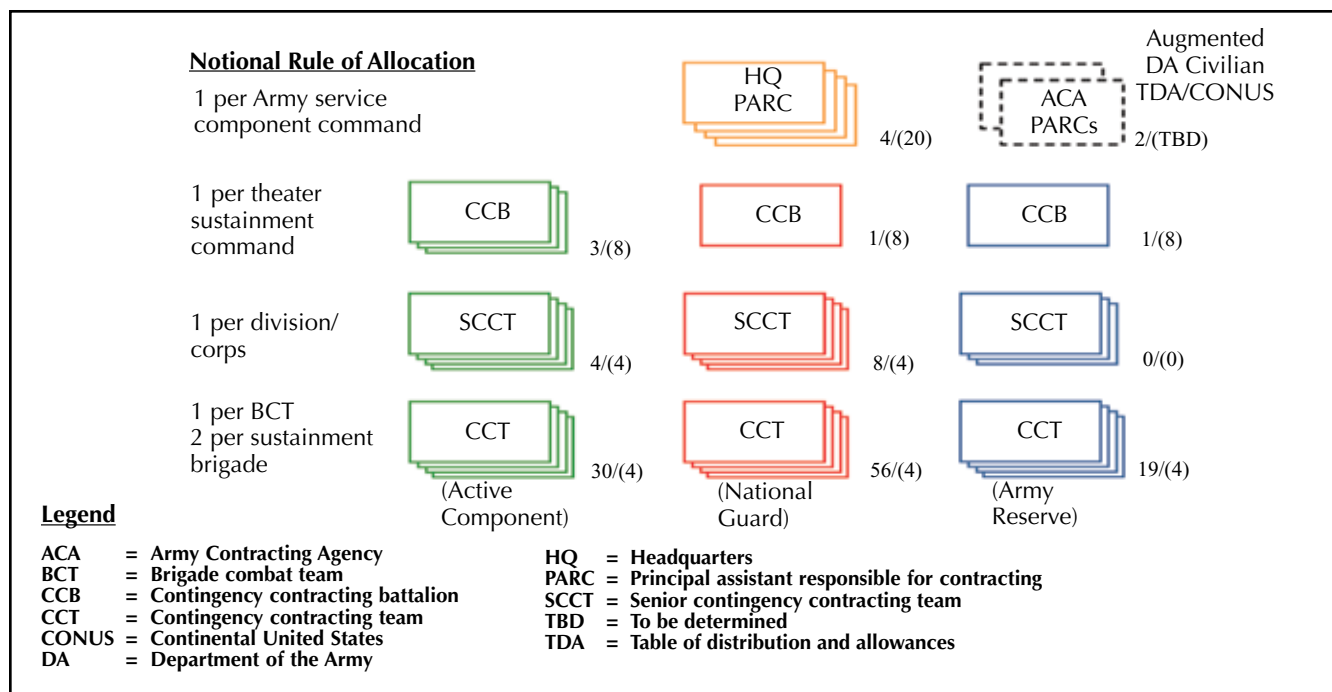 Notional Rule of Allocation
1 per Army service
component command
HQ
PARC
4/(20)
ACA
PARCs
2/(TBD)
Augmented
DA Civilian
TDA/CONUS
1 per theater
sustainment
command
CCB
3/(8)
CCB
1/(8)
CCB
1/(8)
1 per division/
corps
SCCT
4/(4)
SCCT
8/(4)
SCCT
0/(0)
1 per BCT
2 per sustainment
brigade
CCT
30/(4)
CCT
56/(4)
CCT
19/(4)
(Active
Component)
(National
Guard)
(Army
Reserve)
Legend
ACA = Army Contracting Agency
BCT = Brigade combat team
CCB = Contingency contracting battalion
CCT = Contingency contracting team
CONUS = Continental United States
DA = Department of the Army
HQ = Headquarters
PARC = Principal assistant responsible for contracting
SCCT = Senior contingency contracting team
TBD = To be determined
TDA = Table of distribution and allowances